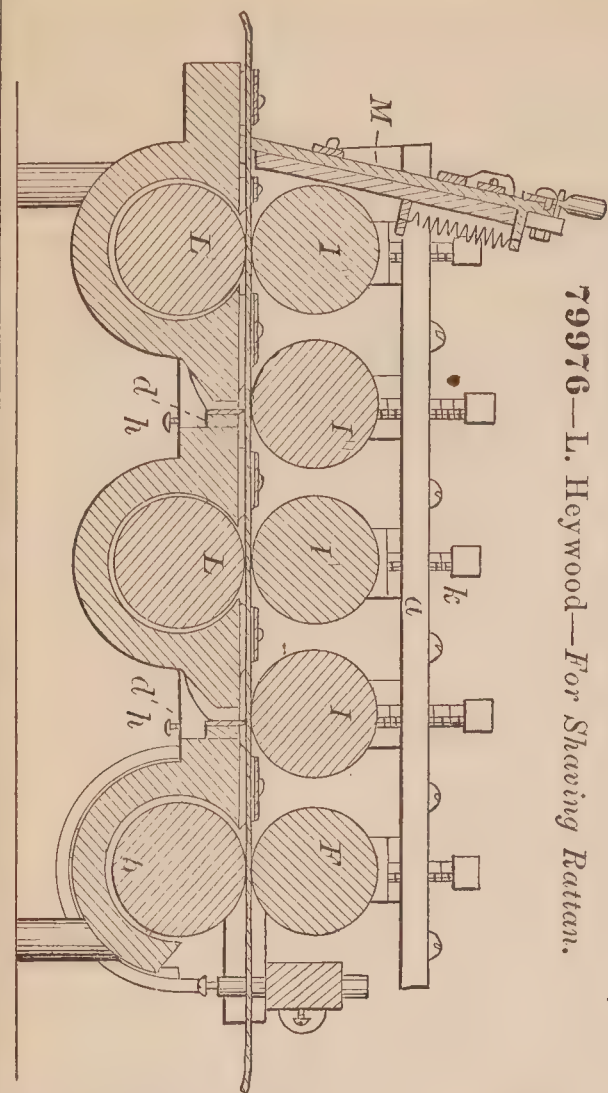 79976—L. Heywood—For Shaving Rattan.
k
a
M
I
I
I'
I
F
L
L
h
d' h
d' h